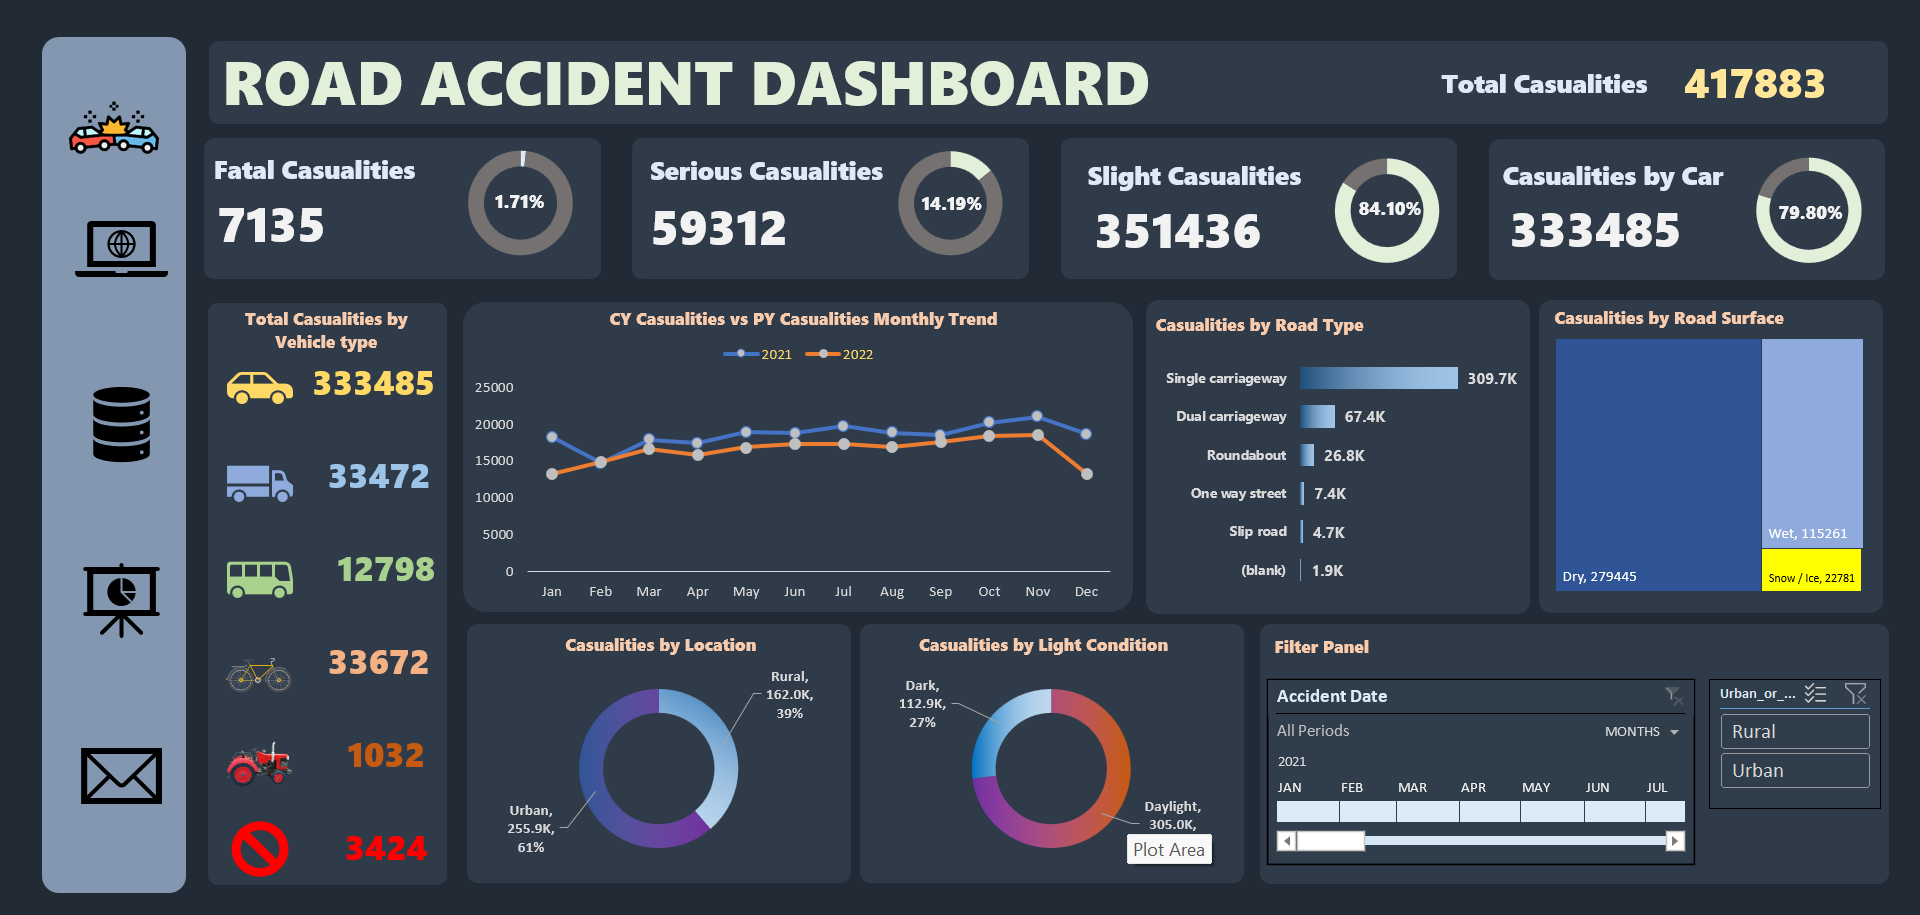 ROAD ACCIDENT DASHBOARD
Total Casualities 417883
Fatal Casualities
7135
1.71%
Serious Casualities
59312
14.19%
Slight Casualities
351436
84.10%
Casualities by Car
333485
79.80%
Total Casualities by
Vehicle type
333485
33472
12798
33672
1032
3424
CY Casualities vs PY Casualities Monthly Trend
2021 2022
25000
20000
15000
10000
5000
0
Jan Feb Mar Apr May Jun Jul Aug Sep Oct Nov Dec
Casualities by Road Type
Single carriageway 309.7K
Dual carriageway 67.4K
Roundabout 26.8K
One way street 7.4K
Slip road 4.7K
(blank) 1.9K
Casualities by Road Surface
Dry, 279445
Wet, 115261
Snow / Ice, 22781
Casualities by Location
Rural,
162.0K,
39%
Urban,
255.9K,
61%
Casualities by Light Condition
Dark,
112.9K,
27%
Daylight,
305.0K,
Plot Area
Filter Panel
Accident Date
All Periods MONTHS
2021
JAN FEB MAR APR MAY JUN JUL
Urban_or_...
Rural
Urban